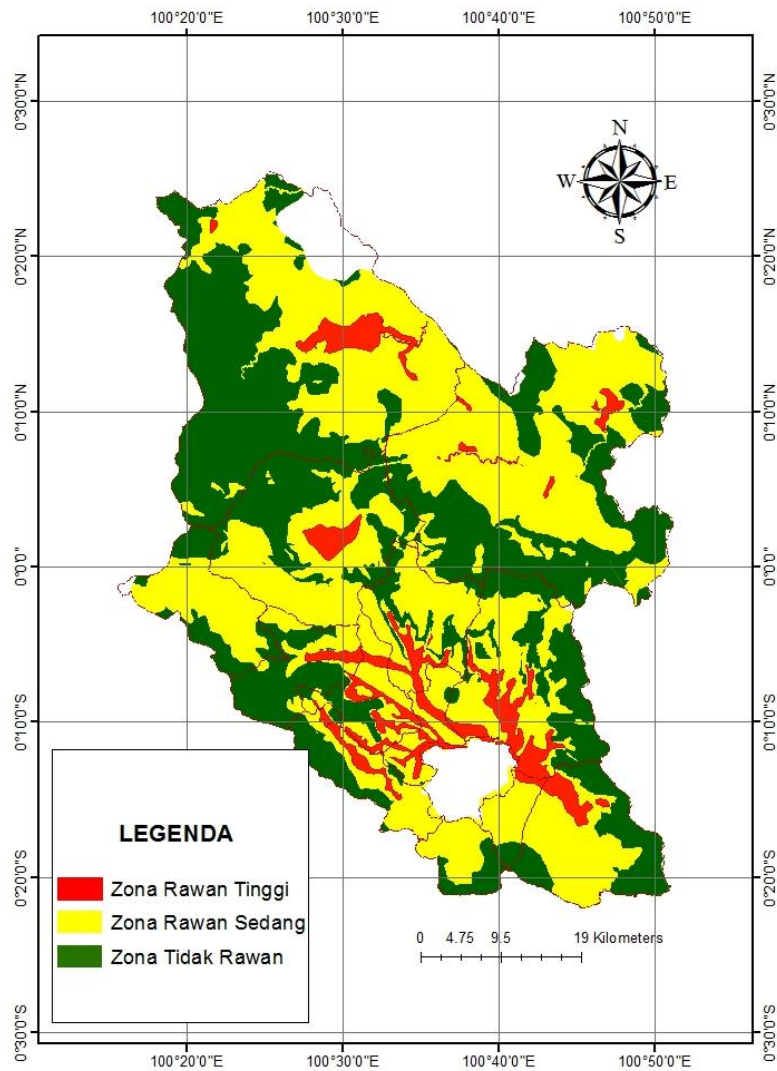 100°20'0"E 100°30'0"E 100°40'0"E 100°50'0"E
0°30'0"N 0°30'0"N
N
W E
S
0°20'0"N 0°20'0"N
0°10'0"N 0°10'0"N
0°0'0" 0°0'0"
0°10'0"S 0°10'0"S
LEGENDA
Zona Rawan Tinggi
Zona Rawan Sedang
Zona Tidak Rawan
0°20'0"S 0°20'0"S
0 4.75 9.5 19 Kilometers
0°30'0"S 0°30'0"S
100°20'0"E 100°30'0"E 100°40'0"E 100°50'0"E